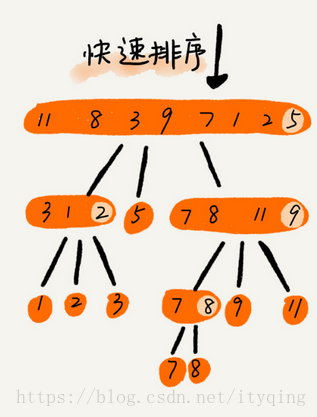 快速排序
11 8 3 9 7 1 2 5
3 1 2 5 7 8 11 9
1 2 3 7 8 9 11
7 8
https://blog.csdn.net/ityqing